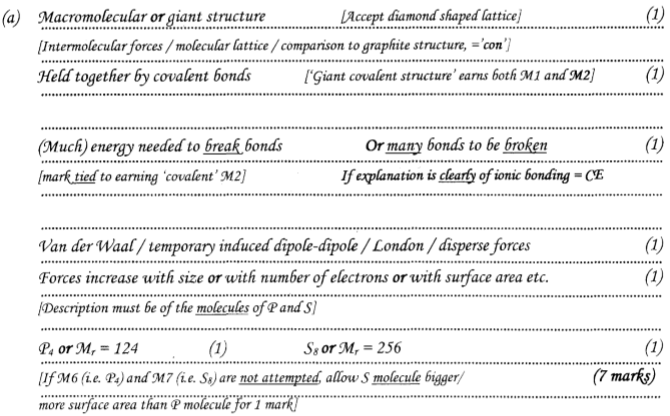 (a) Macromolecular or giant structure [Accept diamond shaped lattice] (1)
[Intermolecular forces / molecular lattice / comparison to graphite structure, ='con']
Held together by covalent bonds ['Giant covalent structure' earns both M1 and M2] (1)
(Much) energy needed to break bonds Or many bonds to be broken (1)
[mark tied to earning 'covalent' M2] If explanation is clearly of ionic bonding = CE
Van der Waal / temporary induced dipole-dipole / London / disperse forces (1)
Forces increase with size or with number of electrons or with surface area etc. (1)
[Description must be of the molecules of P and S]
P₄ or Mᵣ = 124 (1) S₈ or Mᵣ = 256 (1)
[If M6 (i.e. P₄) and M7 (i.e. S₈) are not attempted, allow S molecule bigger/ (7 marks)
more surface area than P molecule for 1 mark]